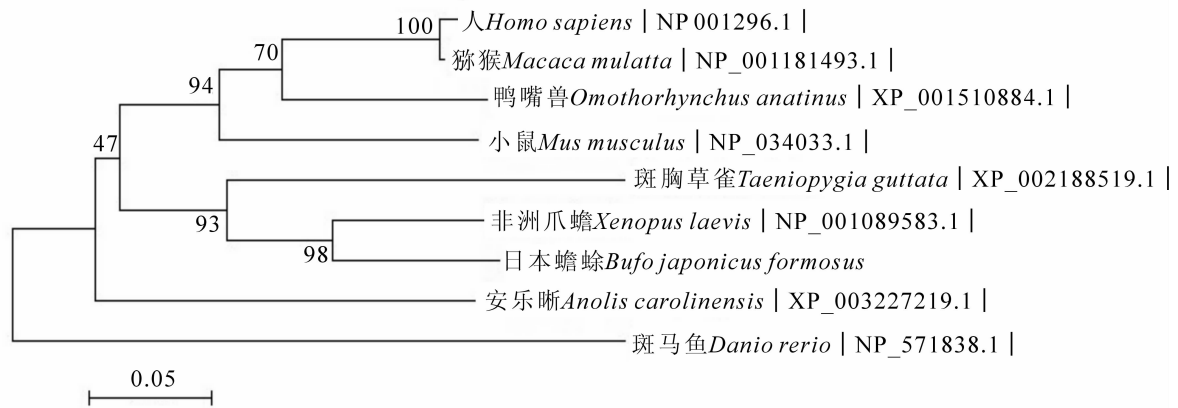 100 人Homo sapiens | NP 001296.1 |
70 猕猴Macaca mulatta | NP_001181493.1 |
94 鸭嘴兽Omothorhynchus anatinus | XP_001510884.1 |
47 小鼠Mus musculus | NP_034033.1 |
斑胸草雀Taeniopygia guttata | XP_002188519.1 |
93 非洲爪蟾Xenopus laevis | NP_001089583.1 |
98 日本蟾蜍Bufo japonicus formosus
安乐晰Anolis carolinensis | XP_003227219.1 |
斑马鱼Danio rerio | NP_571838.1 |
0.05